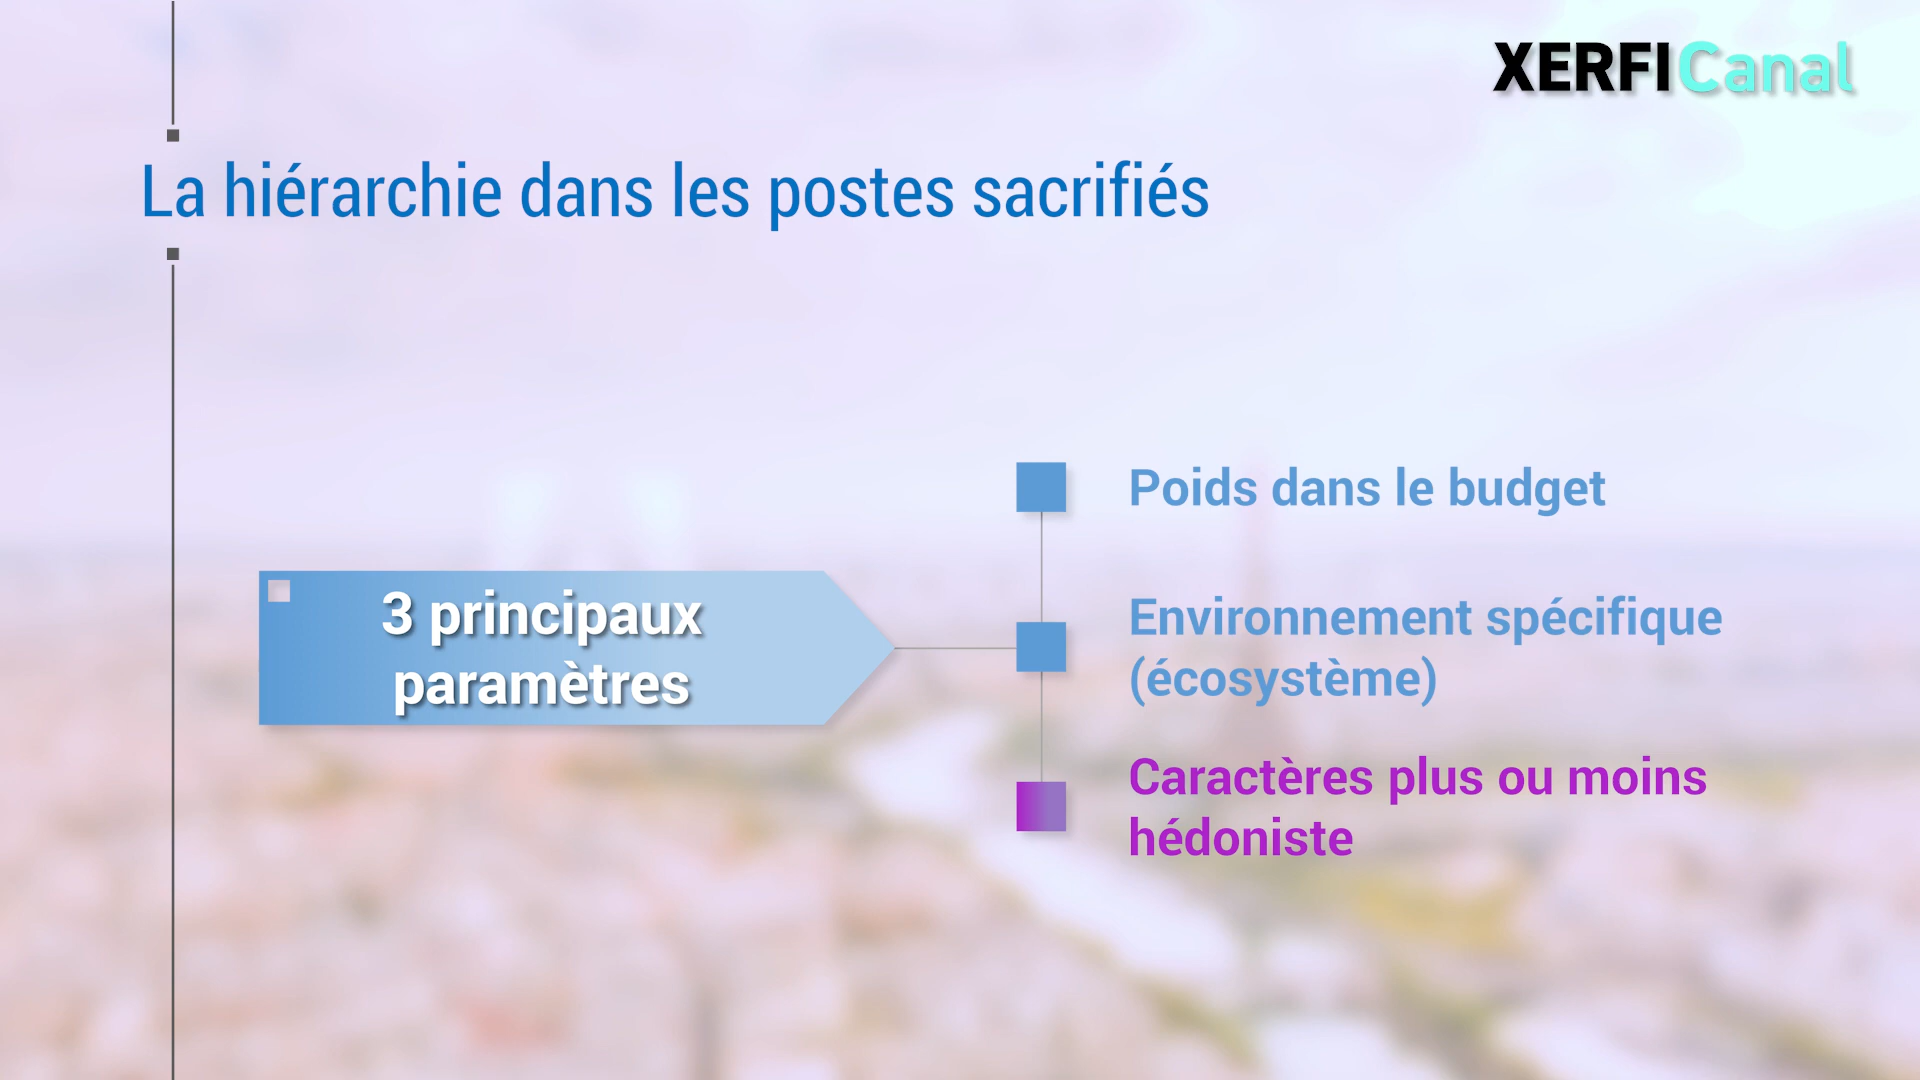 XERFI Canal
La hiérarchie dans les postes sacrifiés
3 principaux
paramètres
Poids dans le budget
Environnement spécifique
(écosystème)
Caractères plus ou moins
hédoniste